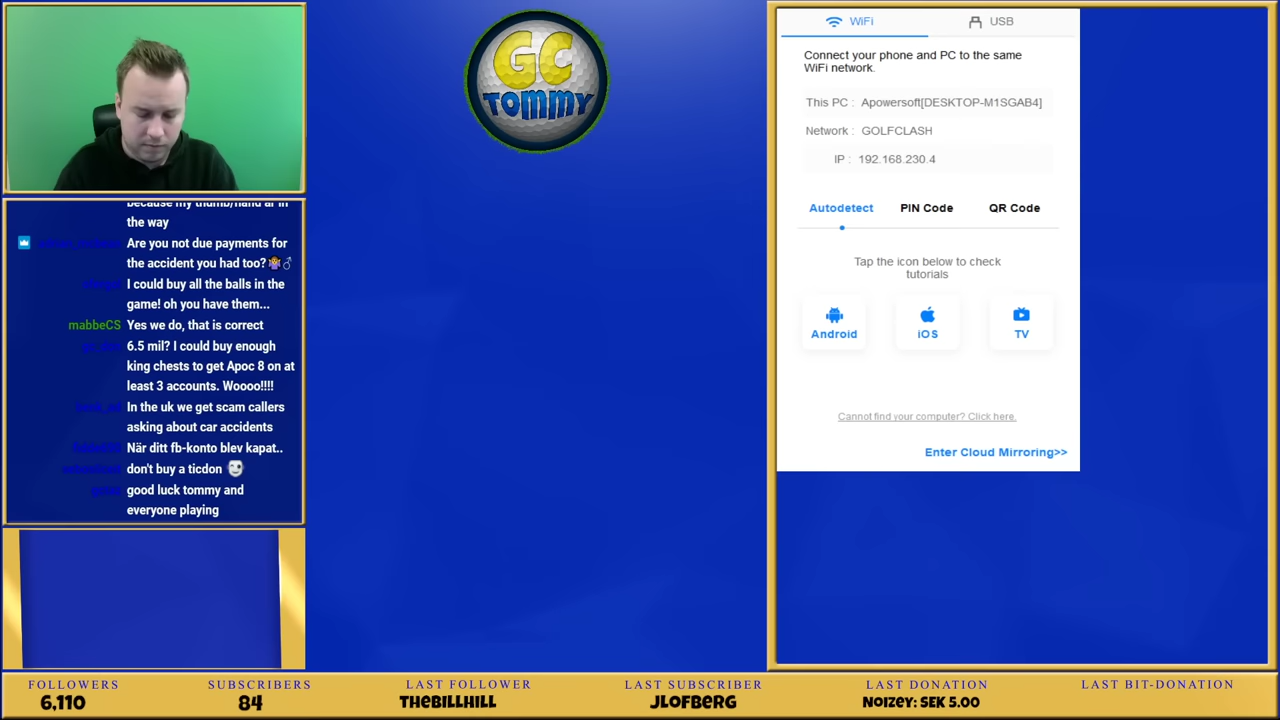 GC
TOMMY
because my thumb/hand ar in
the way
Are you not due payments for
the accident you had too?🤷‍♂️
I could buy all the balls in the
game! oh you have them...
mabbeCS Yes we do, that is correct
6.5 mil? I could buy enough
king chests to get Apoc 8 on at
least 3 accounts. Woooo!!!!
In the uk we get scam callers
asking about car accidents
När ditt fb-konto blev kapat..
don't buy a ticdon 😉
good luck tommy and
everyone playing
WiFi USB
Connect your phone and PC to the same
WiFi network.
This PC : Apowersoft[DESKTOP-M1SGAB4]
Network : GOLFCLASH
IP : 192.168.230.4
Autodetect PIN Code QR Code
Tap the icon below to check
tutorials
Android iOS TV
Cannot find your computer? Click here.
Enter Cloud Mirroring>>
FOLLOWERS SUBSCRIBERS LAST FOLLOWER LAST SUBSCRIBER LAST DONATION LAST BIT-DONATION
6,110 84 THEBILLHILL JLOFBERG NOIZEY: SEK 5.00